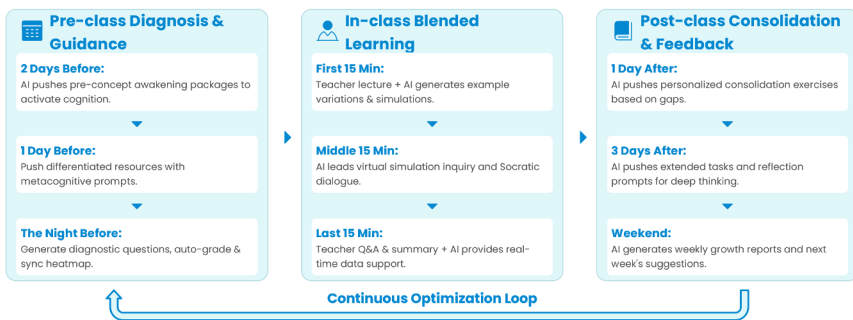 Pre-class Diagnosis &
Guidance
2 Days Before:
AI pushes pre-concept awakening packages to
activate cognition.
1 Day Before:
Push differentiated resources with
metacognitive prompts.
The Night Before:
Generate diagnostic questions, auto-grade &
sync heatmap.
In-class Blended
Learning
First 15 Min:
Teacher lecture + AI generates example
variations & simulations.
Middle 15 Min:
AI leads virtual simulation inquiry and Socratic
dialogue.
Last 15 Min:
Teacher Q&A & summary + AI provides real-
time data support.
Post-class Consolidation
& Feedback
1 Day After:
AI pushes personalized consolidation exercises
based on gaps.
3 Days After:
AI pushes extended tasks and reflection
prompts for deep thinking.
Weekend:
AI generates weekly growth reports and next
week's suggestions.
Continuous Optimization Loop